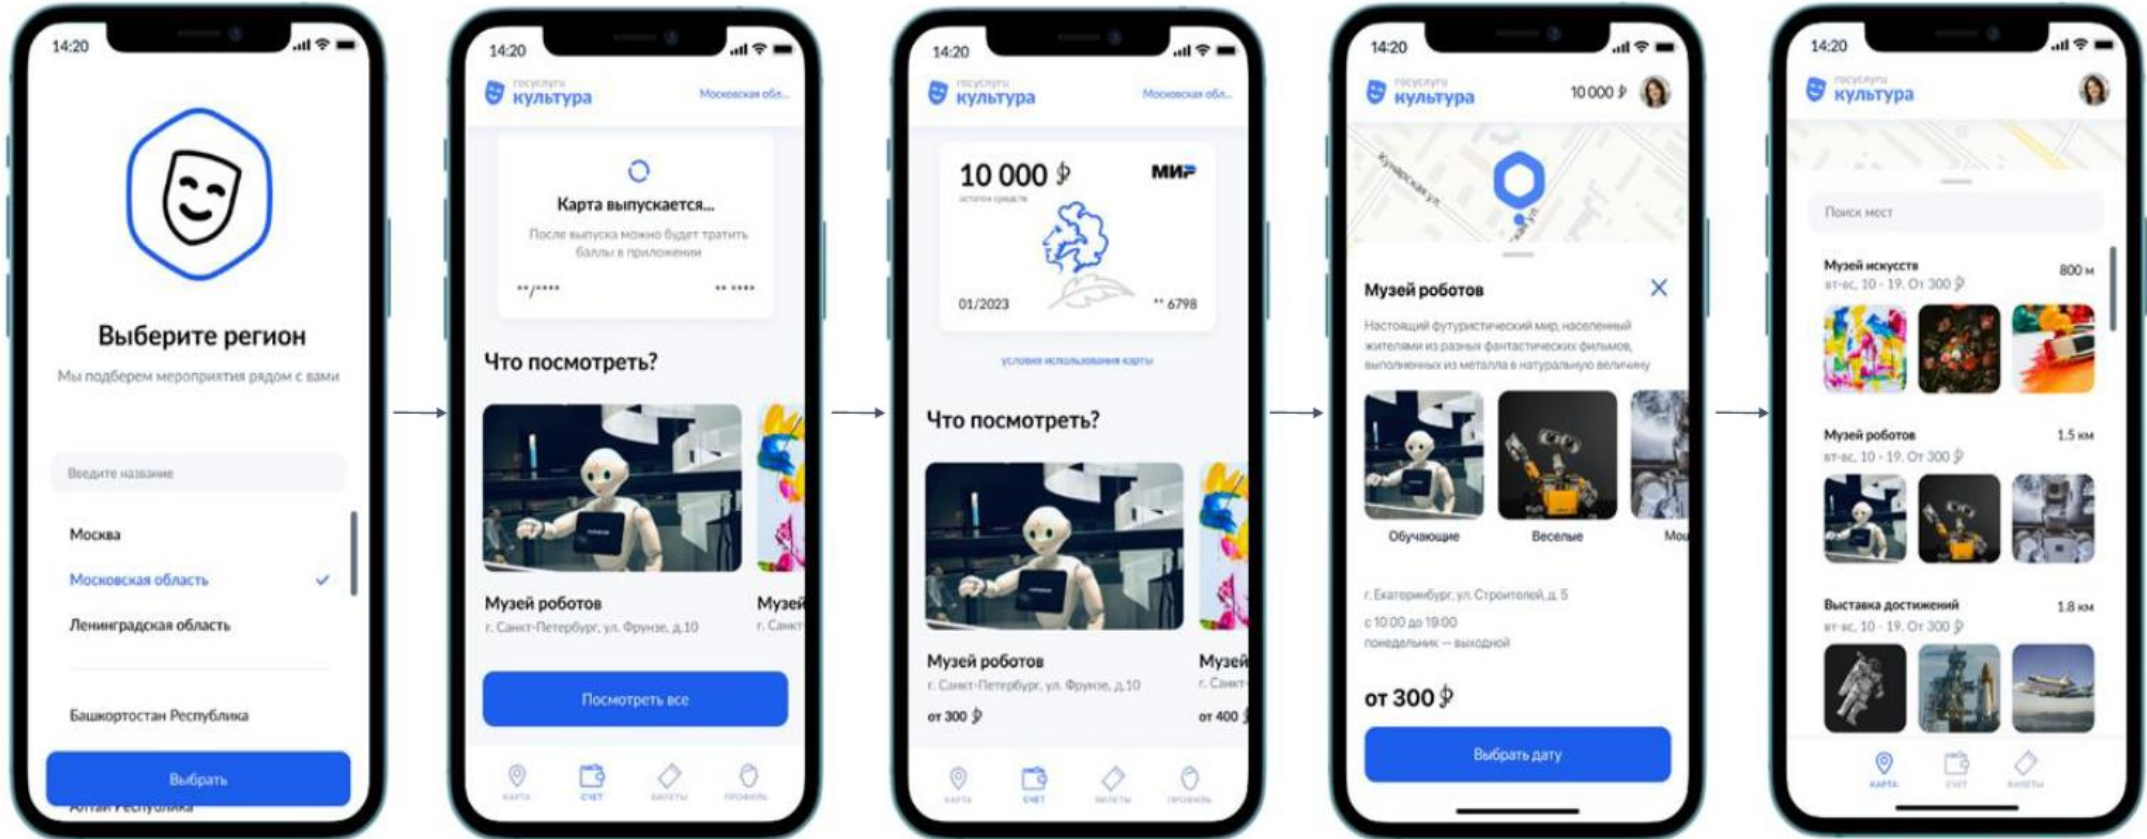 14:20
Выберите регион
Мы подберем мероприятия рядом с вами
Введите название
Москва
Московская область
Ленинградская область
Башкортостан Республика
Выбрать
Алтай Республика
14:20
госуслуги
культура
Московская обл...
Карта выпускается...
После выпуска можно будет тратить
баллы в приложении
**/****
** ****
Что посмотреть?
Музей роботов
г. Санкт-Петербург, ул. Фрунзе, д.10
Музей
г. Санкт
Посмотреть все
КАРТА
СЧЕТ
БИЛЕТЫ
ПРОФИЛЬ
14:20
госуслуги
культура
Московская обл...
10 000
МИР
остаток средств
01/2023
** 6798
условия использования карты
Что посмотреть?
Музей роботов
г. Санкт-Петербург, ул. Фрунзе, д.10
от 300
Музей
г. Санкт
от 400
КАРТА
СЧЕТ
БИЛЕТЫ
ПРОФИЛЬ
14:20
госуслуги
культура
10 000
Кунарская ул.
Музей роботов
Настоящий футуристический мир, населенный
жителями из разных фантастических фильмов,
выполненных из металла в натуральную величину
Обучающие
Веселые
г. Екатеринбург, ул. Строителей, д. 5
с 10:00 до 19:00
понедельник — выходной
от 300
Выбрать дату
14:20
госуслуги
культура
Поиск мест
Музей искусств
800 м
вт-вс, 10 - 19. От 300
Музей роботов
1.5 км
вт-вс, 10 - 19. От 300
Выставка достижений
1.8 км
вт-вс, 10 - 19. От 300
КАРТА
СЧЕТ
БИЛЕТЫ